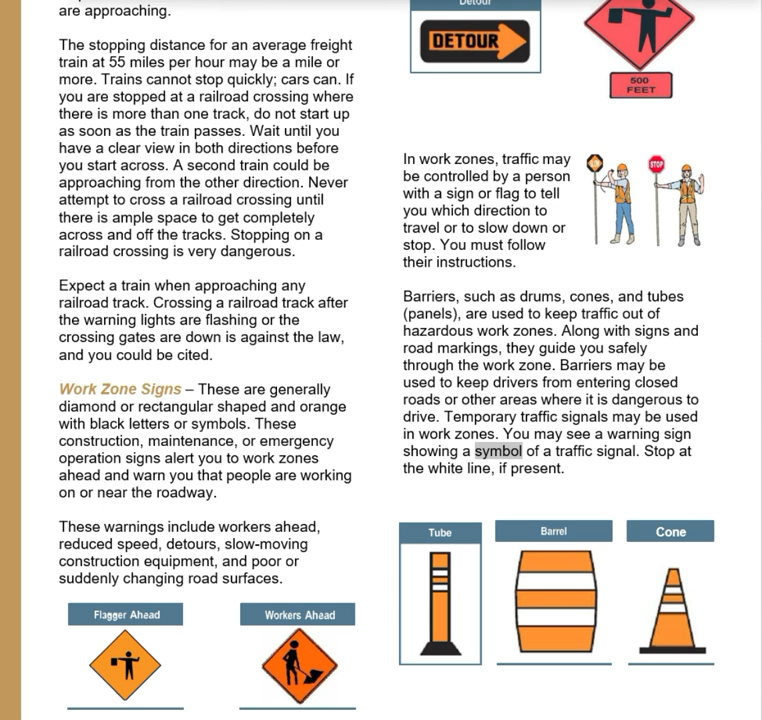 are approaching.
The stopping distance for an average freight
train at 55 miles per hour may be a mile or
more. Trains cannot stop quickly; cars can. If
you are stopped at a railroad crossing where
there is more than one track, do not start up
as soon as the train passes. Wait until you
have a clear view in both directions before
you start across. A second train could be
approaching from the other direction. Never
attempt to cross a railroad crossing until
there is ample space to get completely
across and off the tracks. Stopping on a
railroad crossing is very dangerous.
Expect a train when approaching any
railroad track. Crossing a railroad track after
the warning lights are flashing or the
crossing gates are down is against the law,
and you could be cited.
Work Zone Signs – These are generally
diamond or rectangular shaped and orange
with black letters or symbols. These
construction, maintenance, or emergency
operation signs alert you to work zones
ahead and warn you that people are working
on or near the roadway.
These warnings include workers ahead,
reduced speed, detours, slow-moving
construction equipment, and poor or
suddenly changing road surfaces.
Flagger Ahead
Workers Ahead
Detour
DETOUR
500
FEET
In work zones, traffic may
be controlled by a person
with a sign or flag to tell
you which direction to
travel or to slow down or
stop. You must follow
their instructions.
STOP
Barriers, such as drums, cones, and tubes
(panels), are used to keep traffic out of
hazardous work zones. Along with signs and
road markings, they guide you safely
through the work zone. Barriers may be
used to keep drivers from entering closed
roads or other areas where it is dangerous to
drive. Temporary traffic signals may be used
in work zones. You may see a warning sign
showing a symbol of a traffic signal. Stop at
the white line, if present.
Tube
Barrel
Cone